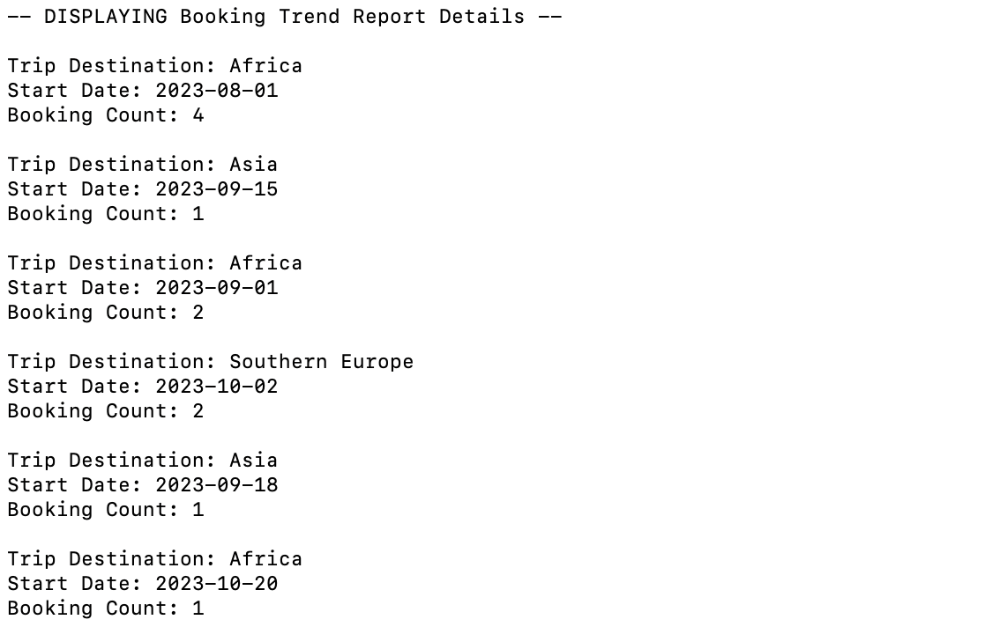 -- DISPLAYING Booking Trend Report Details --
Trip Destination: Africa
Start Date: 2023-08-01
Booking Count: 4
Trip Destination: Asia
Start Date: 2023-09-15
Booking Count: 1
Trip Destination: Africa
Start Date: 2023-09-01
Booking Count: 2
Trip Destination: Southern Europe
Start Date: 2023-10-02
Booking Count: 2
Trip Destination: Asia
Start Date: 2023-09-18
Booking Count: 1
Trip Destination: Africa
Start Date: 2023-10-20
Booking Count: 1